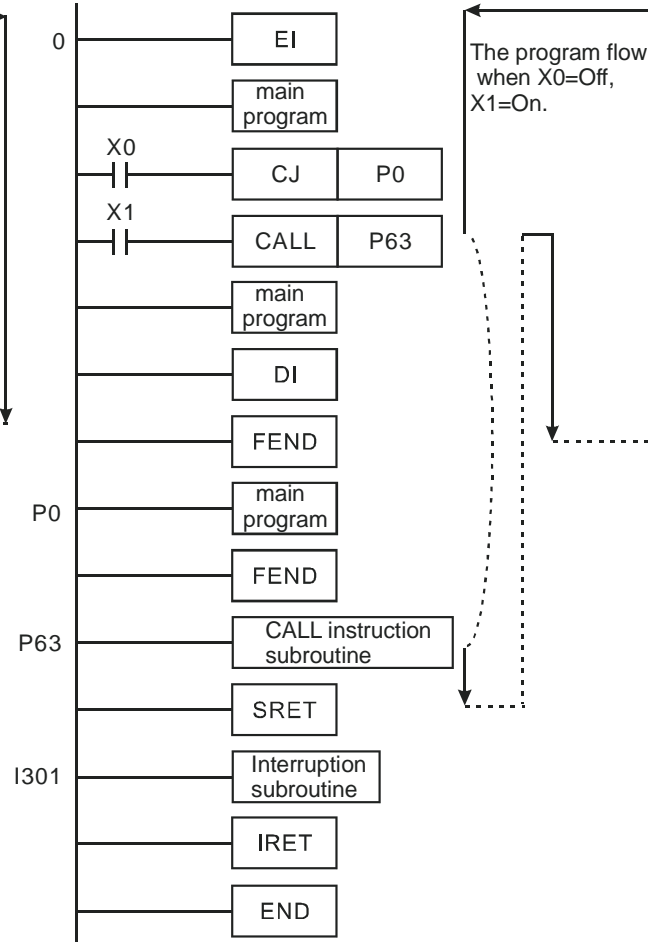 0 EI
The program flow
when X0=Off,
X1=On.
main
program
X0
CJ P0
X1
CALL P63
main
program
DI
FEND
P0 main
program
FEND
P63 CALL instruction
subroutine
SRET
I301 Interruption
subroutine
IRET
END